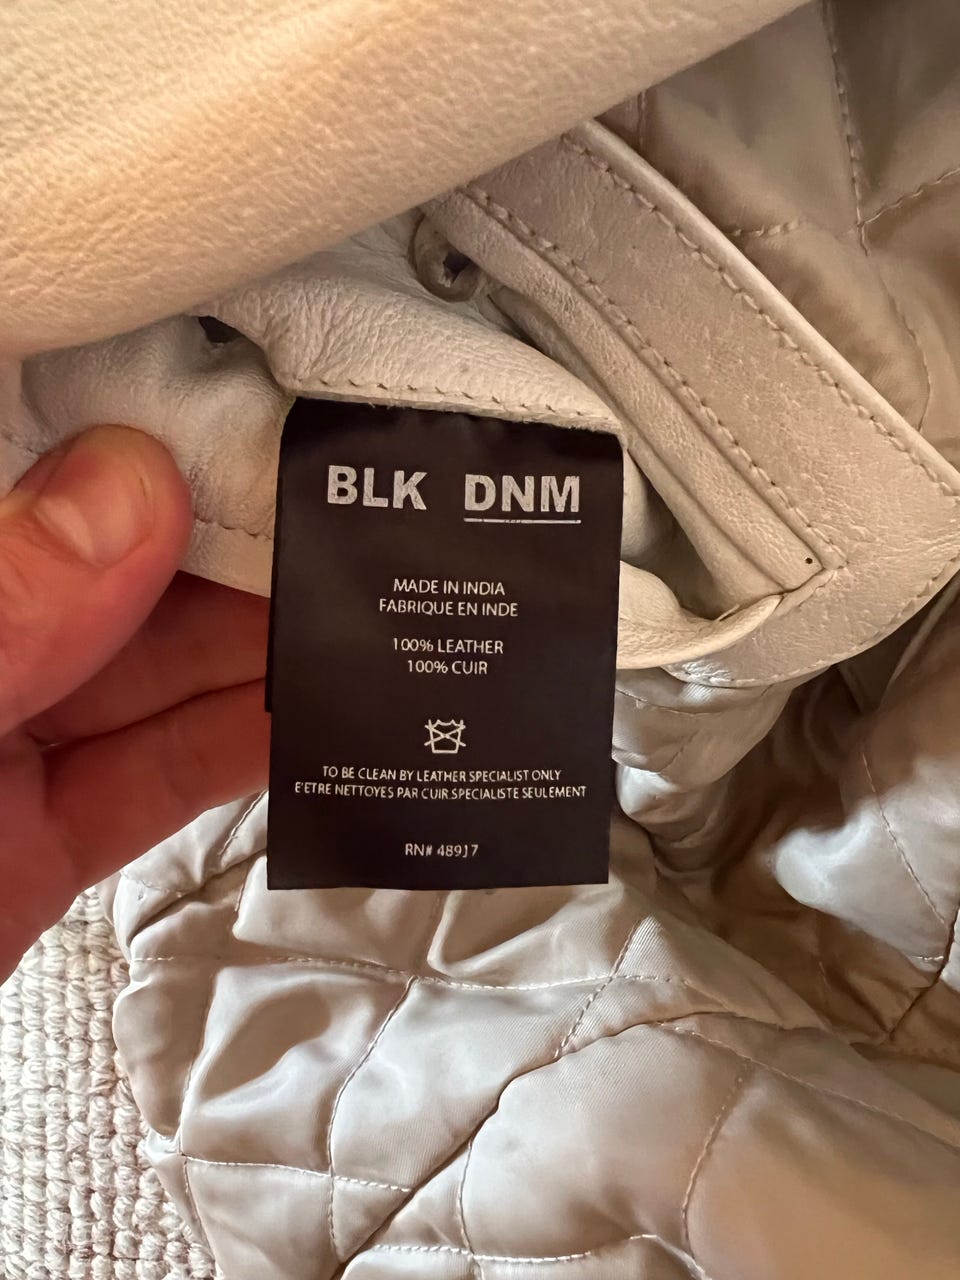 BLK DNM
MADE IN INDIA
FABRIQUE EN INDE
100% LEATHER
100% CUIR
TO BE CLEAN BY LEATHER SPECIALIST ONLY
E'ETRE NETTOYES PAR CUIR.SPECIALISTE SEULEMENT
RN# 48917